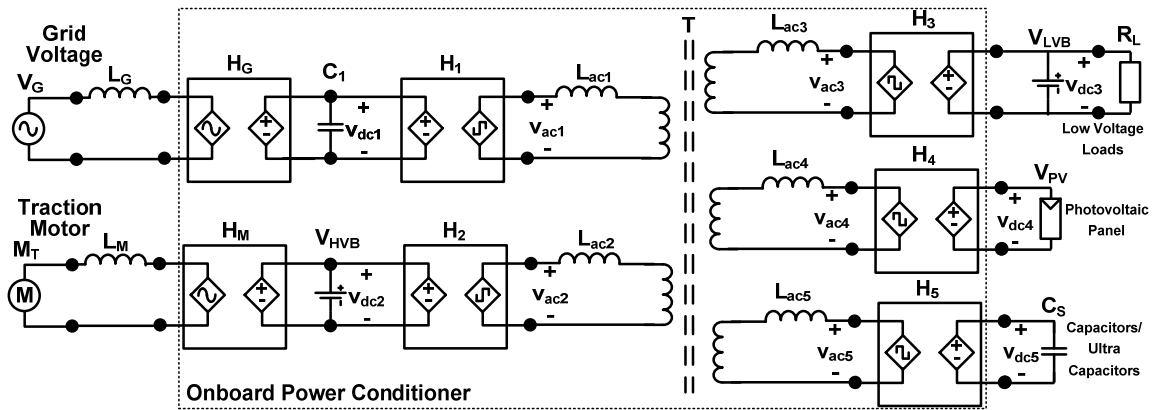 Grid
Voltage
V_G
L_G
H_G
C_1
+
v_dc1
-
H_1
+
v_ac1
-
L_ac1
Traction
Motor
M_T
M
L_M
H_M
V_HVB
+
v_dc2
-
H_2
+
v_ac2
-
L_ac2
Onboard Power Conditioner
T
L_ac3
+
v_ac3
-
H_3
V_LVB
+
v_dc3
-
R_L
Low Voltage
Loads
L_ac4
+
v_ac4
-
H_4
+
v_dc4
-
V_PV
Photovoltaic
Panel
L_ac5
+
v_ac5
-
H_5
+
v_dc5
-
C_S
Capacitors/
Ultra
Capacitors